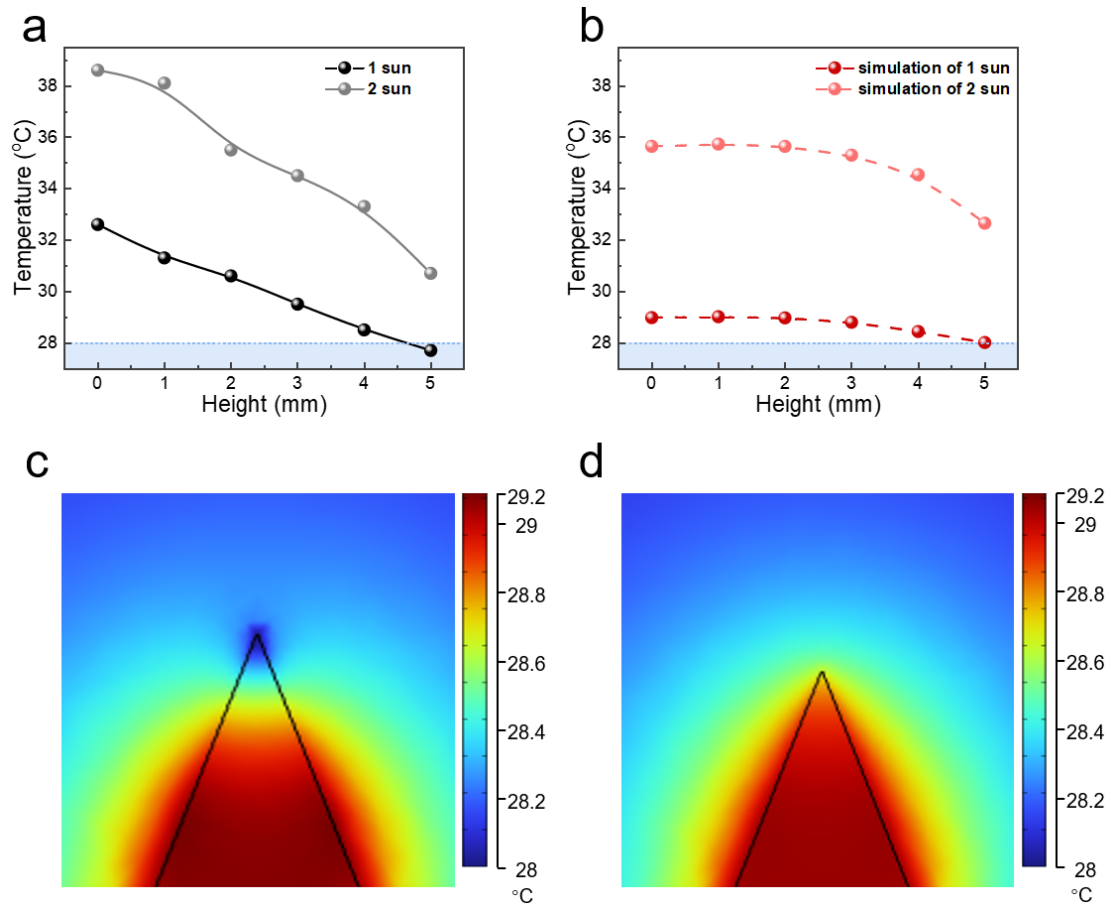 a
1 sun
2 sun
38
36
34
32
30
28
Temperature (°C)
0 1 2 3 4 5
Height (mm)
b
simulation of 1 sun
simulation of 2 sun
38
36
34
32
30
28
Temperature (°C)
0 1 2 3 4 5
Height (mm)
c
29.2
29
28.8
28.6
28.4
28.2
28
°C
d
29.2
29
28.8
28.6
28.4
28.2
28
°C